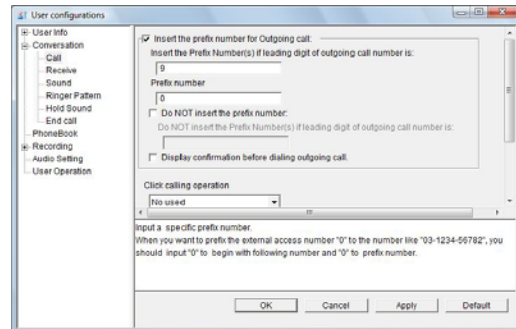 User configurations
User Info
Conversation
Call
Receive
Sound
Ringer Pattern
Hold Sound
End call
PhoneBook
Recording
Audio Setting
User Operation
Insert the prefix number for Outgoing call:
Insert the Prefix Number(s) if leading digit of outgoing call number is:
9
Prefix number
0
Do NOT insert the prefix number:
Do NOT insert the Prefix Number(s) if leading digit of outgoing call number is:
Display confirmation before dialing outgoing call.
Click calling operation
No used
Input a specific prefix number.
When you want to prefix the external access number "0" to the number like "03-1234-56782", you
should input "0" to begin with following number and "0" to prefix number.
OK
Cancel
Apply
Default